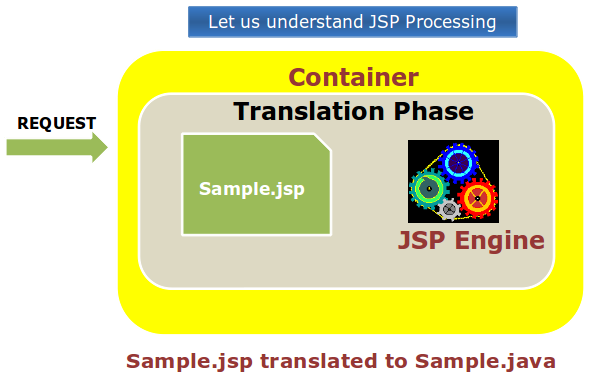 Let us understand JSP Processing
Container
Translation Phase
REQUEST
Sample.jsp
JSP Engine
Sample.jsp translated to Sample.java